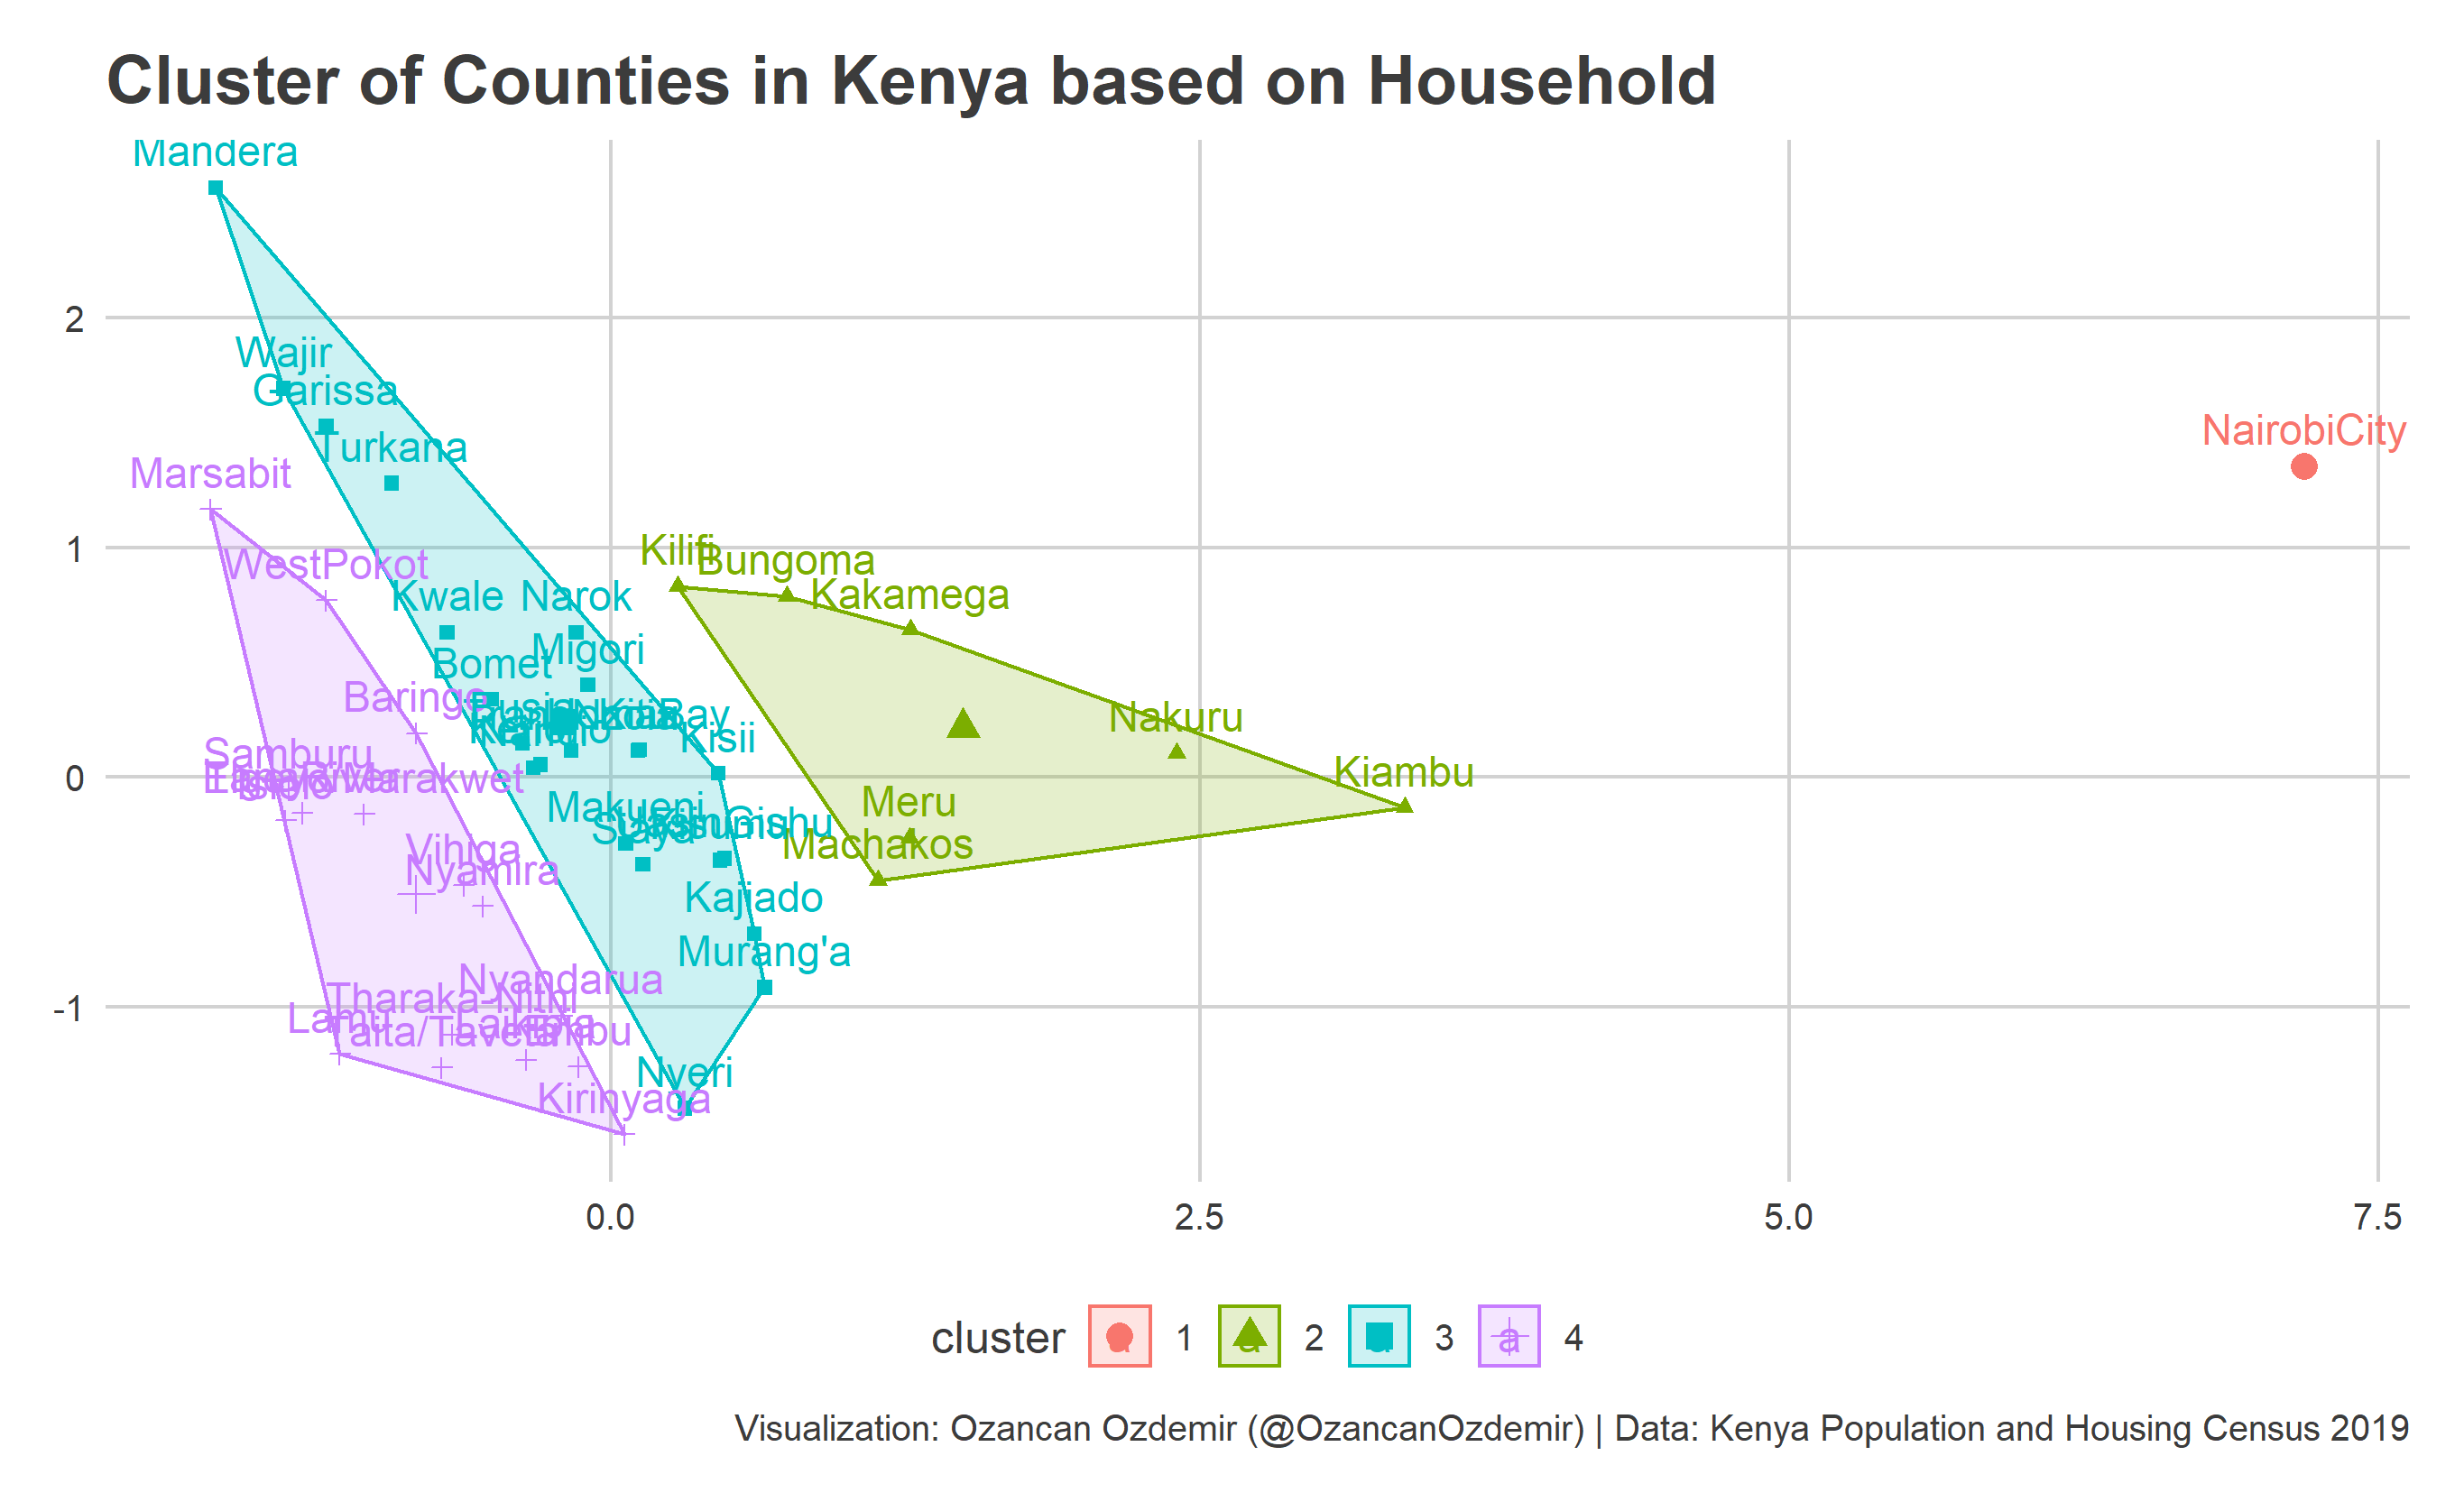 Cluster of Counties in Kenya based on Household
Mandera
2
Wajir
Garissa
NairobiCity
Turkana
Marsabit
1
Kilifi
Bungoma
WestPokot
Kwale
Narok
Kakamega
Migori
Bomet
Baringo
Nakuru
Kisii
Samburu
0
Kiambu
Makueni
Meru
Siaya
Machakos
Vihiga
Nyamira
Kajiado
Murang'a
Nyandarua
Tharaka-Nithi
-1
Lamu
Taita/Taveta
Laikipia
Embu
Nyeri
Kirinyaga
0.0 2.5 5.0 7.5
cluster a 1 a 2 a 3 a 4
Visualization: Ozancan Ozdemir (@OzancanOzdemir) | Data: Kenya Population and Housing Census 2019